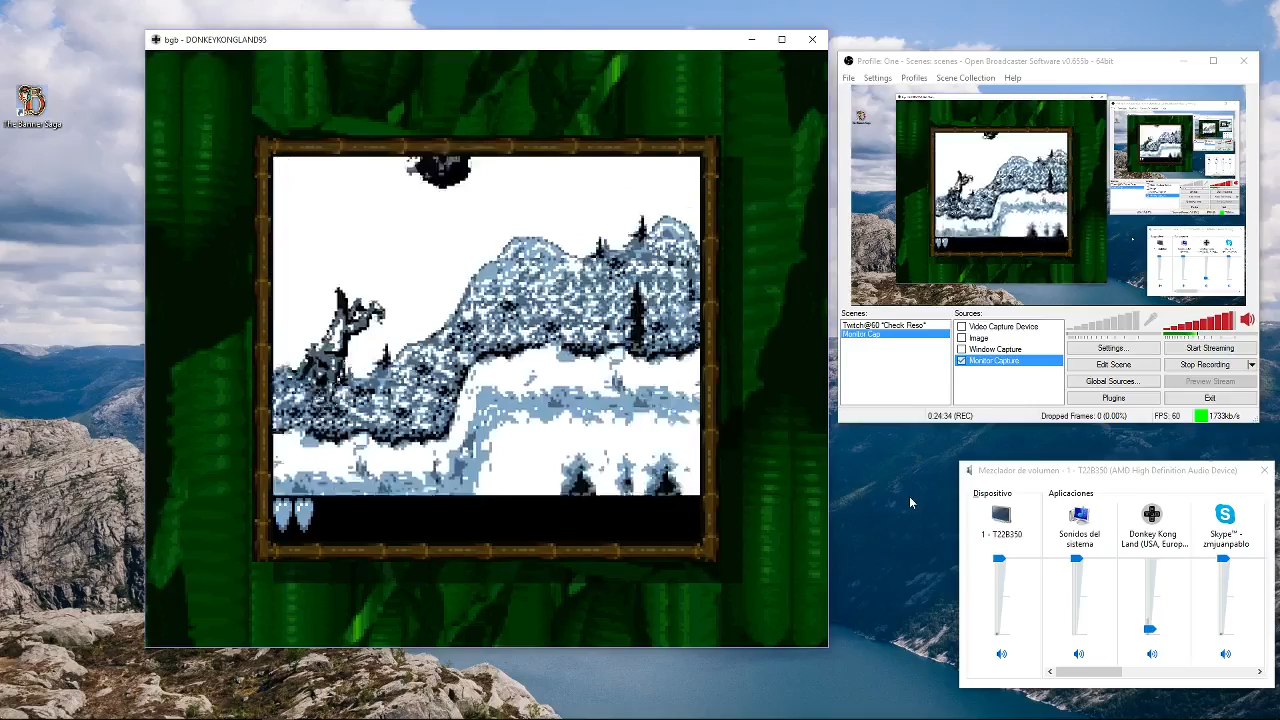 bgb - DONKEYKONGLAND95
TheBanner Saga
Profile: One - Scenes: scenes - Open Broadcaster Software v0.655b - 64bit
File Settings Profiles Scene Collection Help
Scenes:
Twitch@60 *Check Reso*
Monitor Cap
Sources:
Video Capture Device
Image
Window Capture
Monitor Capture
Settings... Start Streaming
Edit Scene Stop Recording
Global Sources... Preview Stream
Plugins Exit
0:24:34 (REC) Dropped Frames: 0 (0.00%) FPS: 60 1733kb/s
Mezclador de volumen - 1 - T22B350 (AMD High Definition Audio Device)
Dispositivo
Aplicaciones
1 - T22B350
Sonidos del
sistema
Donkey Kong
Land (USA, Europ...
Skype™ -
zmjuanpablo